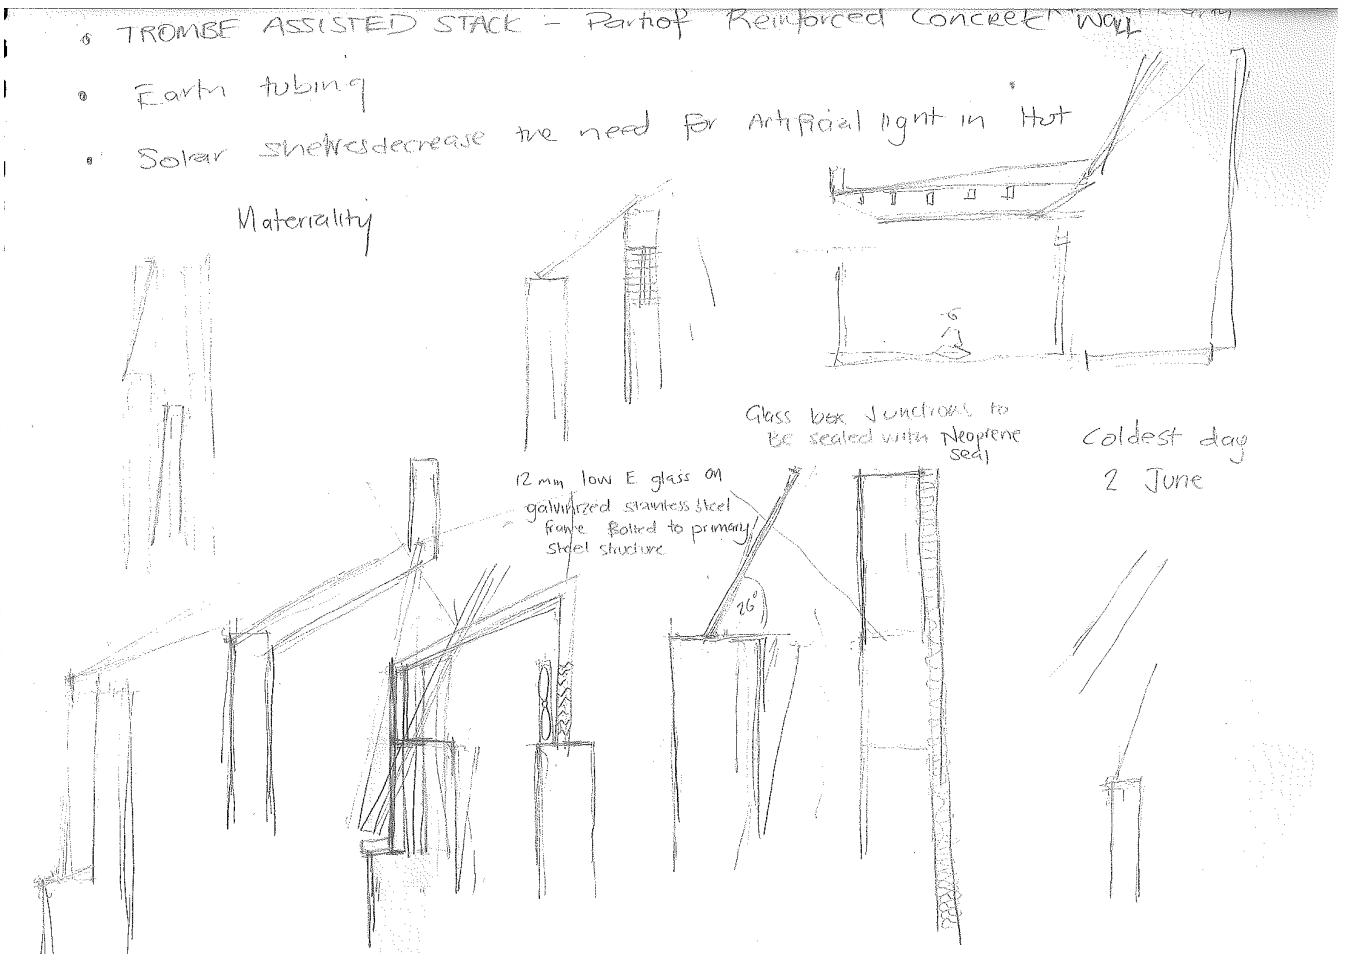 • TROMBE ASSISTED STACK - Part of Reinforced Concrete Wall
• Earth tubing
• Solar shelves decrease the need for Artificial light in Hut
Materiality
Glass box Junctions to
be sealed with Neoprene
seal
Coldest day
2 June
12 mm low E glass on
galvinized stainless steel
frame Bolted to primary
steel structure
26°